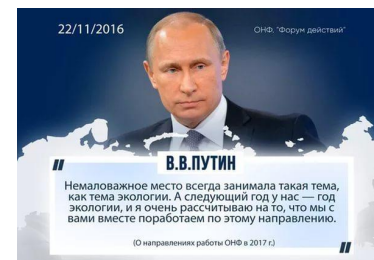 22/11/2016
ОНФ, "Форум действий"
"
В.В.ПУТИН
Немаловажное место всегда занимала такая тема,
как тема экологии. А следующий год у нас — год
экологии, и я очень рассчитываю на то, что мы с
вами вместе поработаем по этому направлению.
(О направлениях работы ОНФ в 2017 г.)
"